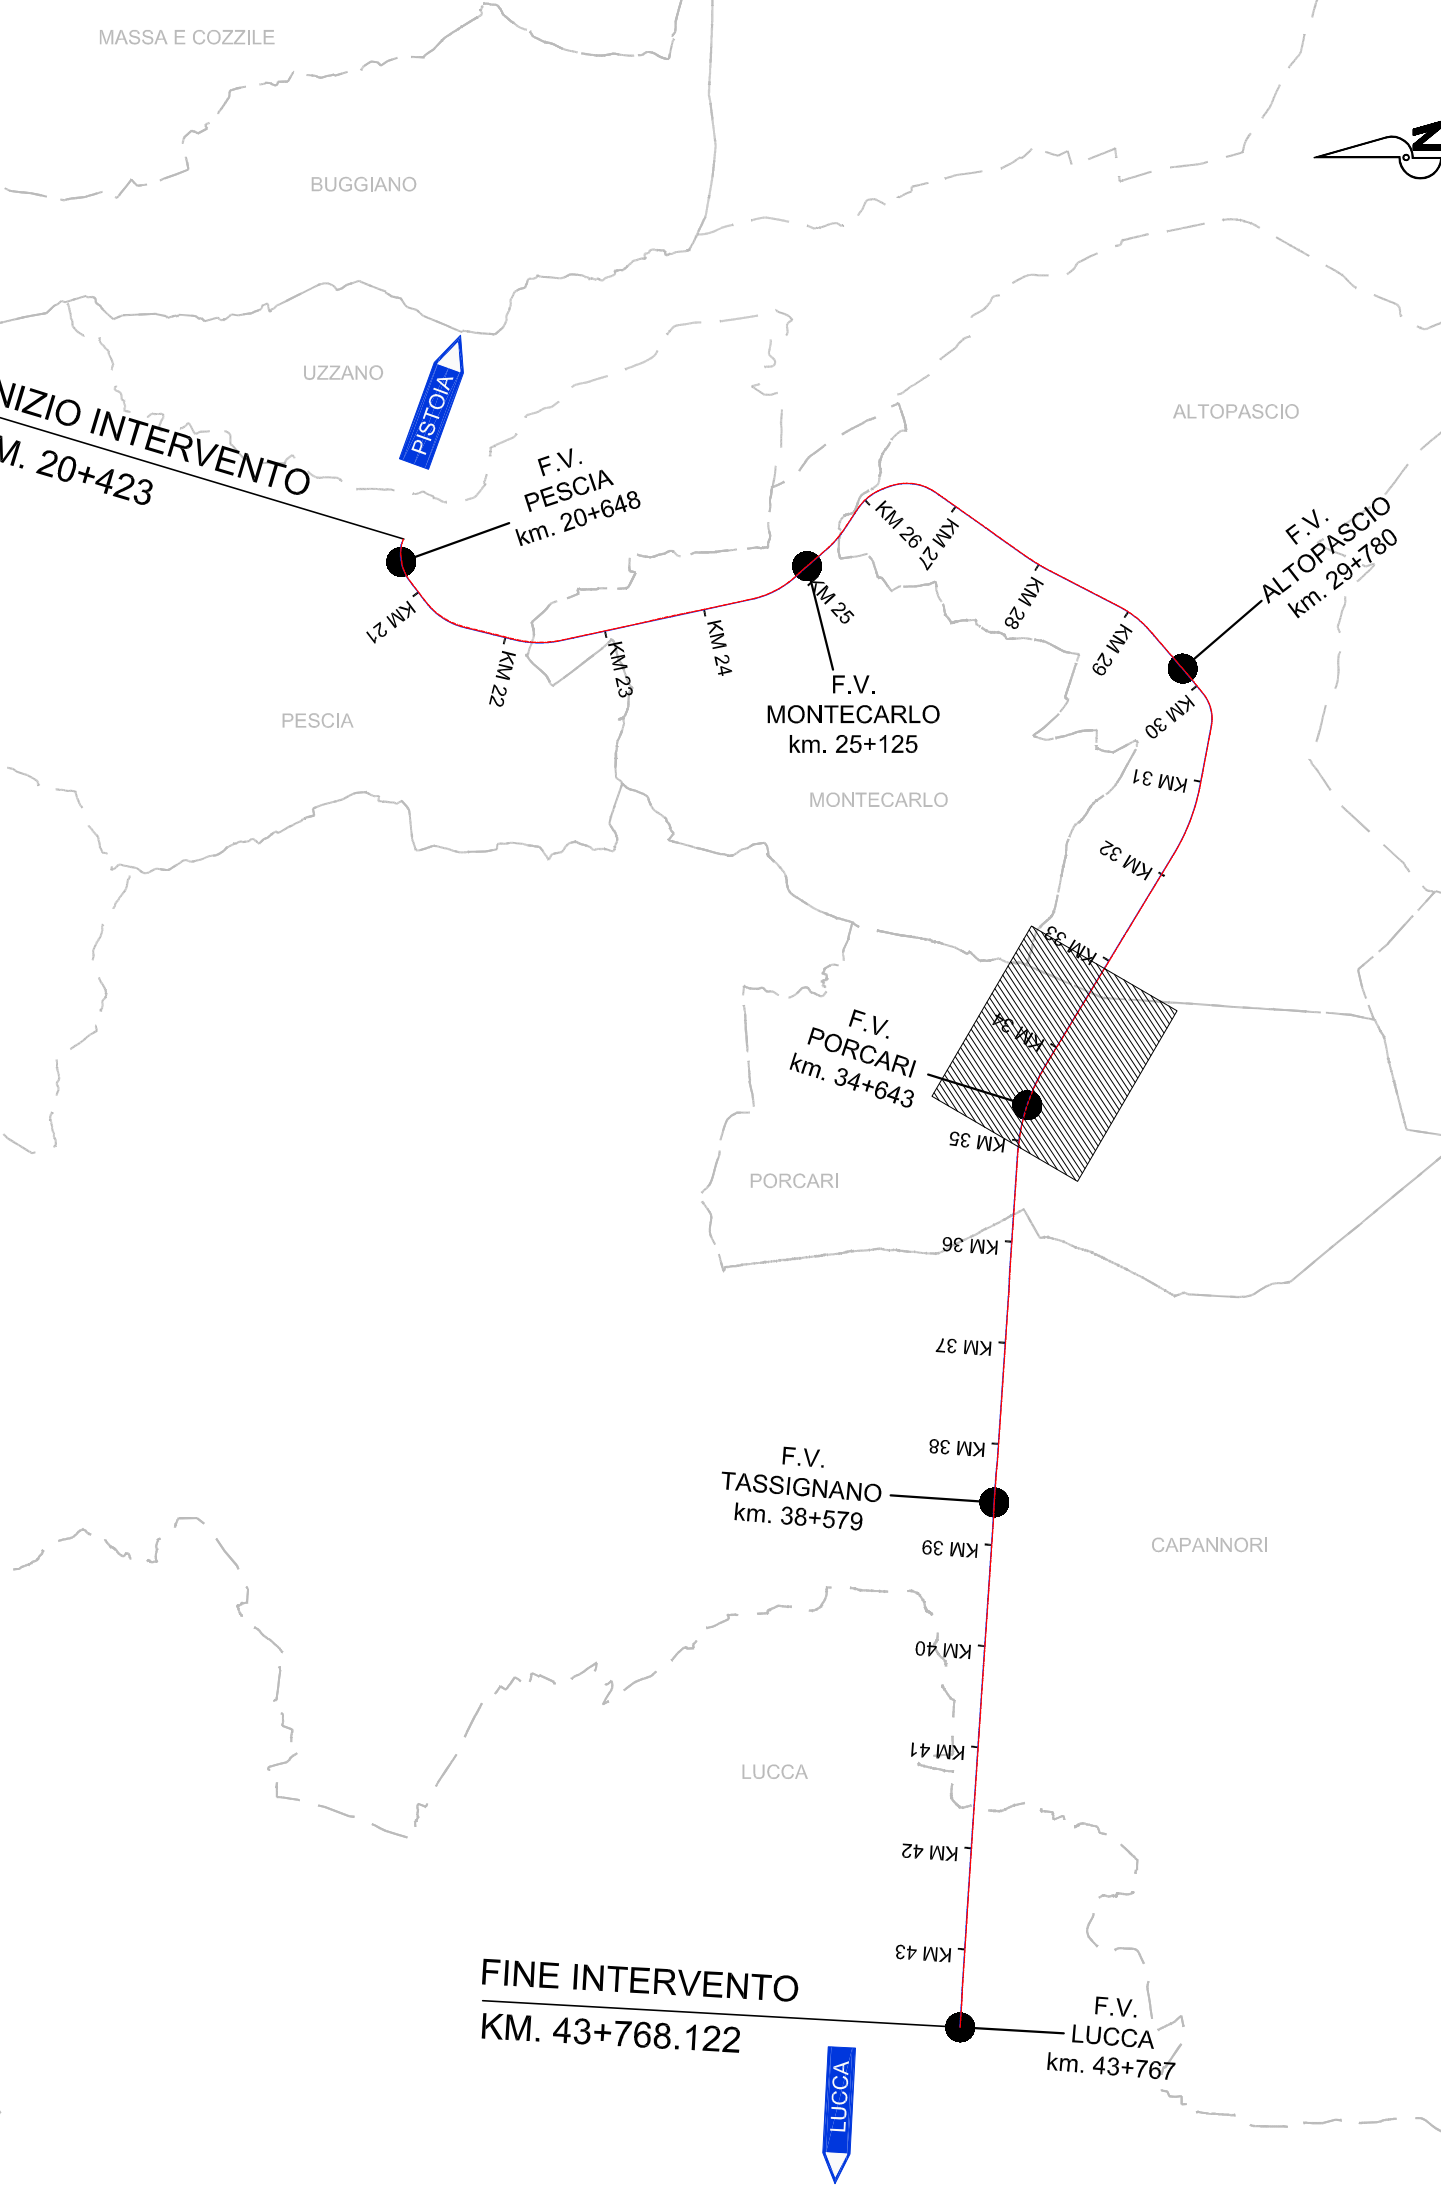 MASSA E COZZILE
N
BUGGIANO
UZZANO
PISTOIA
ALTOPASCIO
NIZIO INTERVENTO
M. 20+423
F.V.
PESCIA
km. 20+648
KM 21
KM 22
KM 23
KM 24
KM 25
KM 26
KM 27
KM 28
KM 29
KM 30
F.V.
ALTOPASCIO
km. 29+780
PESCIA
F.V.
MONTECARLO
km. 25+125
MONTECARLO
KM 31
KM 32
KM 33
KM 34
F.V.
PORCARI
km. 34+643
KM 35
PORCARI
KM 36
KM 37
KM 38
F.V.
TASSIGNANO
km. 38+579
KM 39
CAPANNORI
KM 40
KM 41
LUCCA
KM 42
KM 43
FINE INTERVENTO
KM. 43+768.122
F.V.
LUCCA
km. 43+767
LUCCA